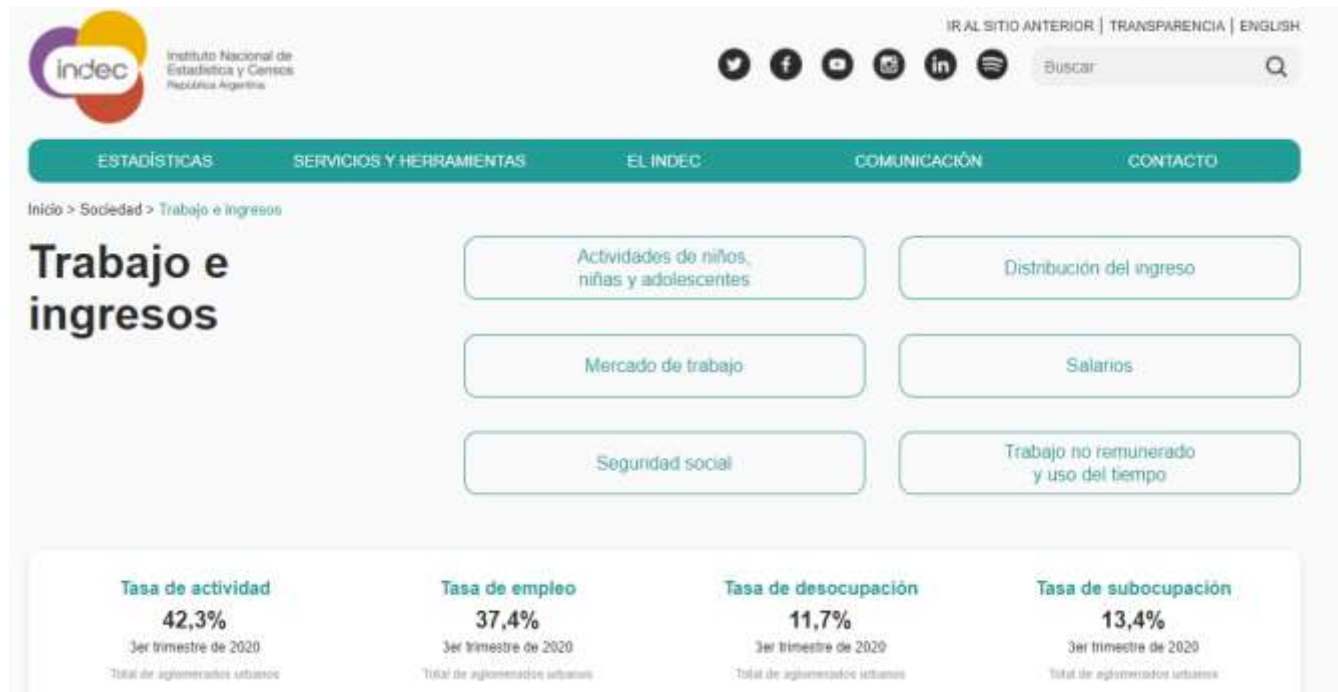 IR AL SITIO ANTERIOR | TRANSPARENCIA | ENGLISH
indec
Instituto Nacional de
Estadística y Censos
República Argentina
Buscar
ESTADÍSTICAS SERVICIOS Y HERRAMIENTAS EL INDEC COMUNICACIÓN CONTACTO
Inicio > Sociedad > Trabajo e ingresos
Trabajo e
ingresos
Actividades de niños,
niñas y adolescentes
Distribución del ingreso
Mercado de trabajo
Salarios
Seguridad social
Trabajo no remunerado
y uso del tiempo
Tasa de actividad
42,3%
3er trimestre de 2020
Total de aglomerados urbanos
Tasa de empleo
37,4%
3er trimestre de 2020
Total de aglomerados urbanos
Tasa de desocupación
11,7%
3er trimestre de 2020
Total de aglomerados urbanos
Tasa de subocupación
13,4%
3er trimestre de 2020
Total de aglomerados urbanos